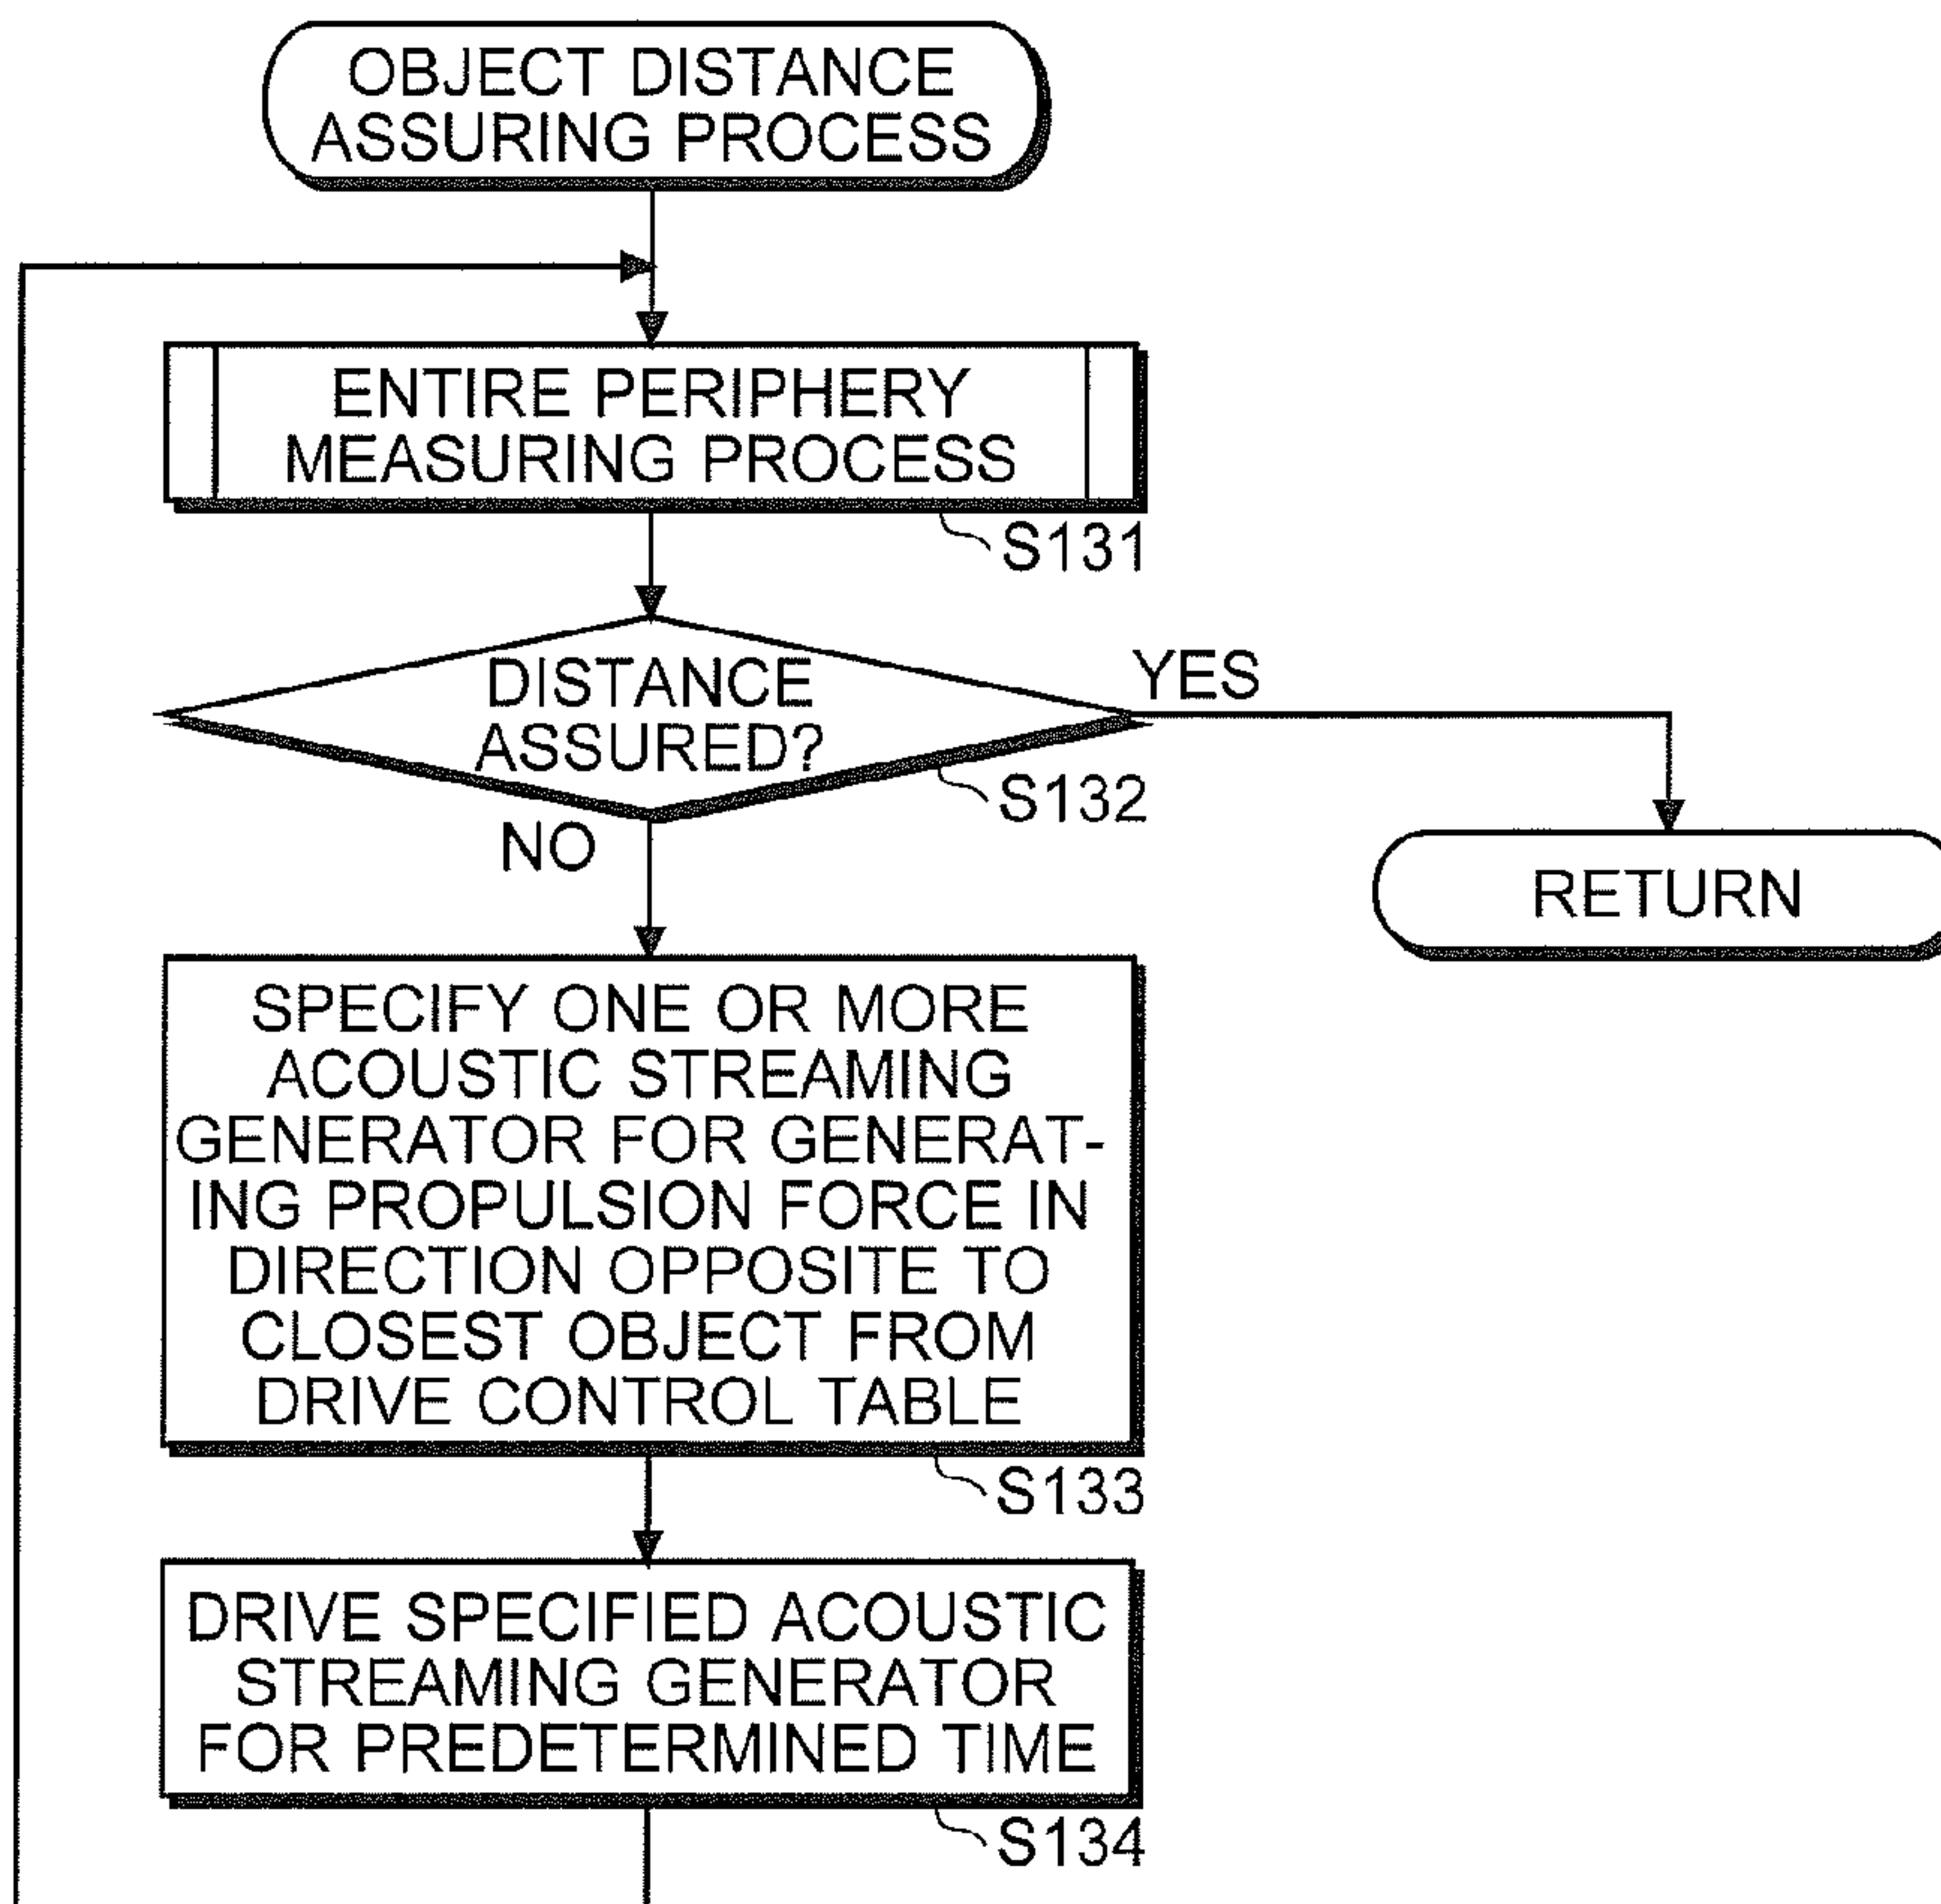 OBJECT DISTANCE
ASSURING PROCESS
ENTIRE PERIPHERY
MEASURING PROCESS
S131
DISTANCE
ASSURED?
YES
S132
NO
RETURN
SPECIFY ONE OR MORE
ACOUSTIC STREAMING
GENERATOR FOR GENERAT-
ING PROPULSION FORCE IN
DIRECTION OPPOSITE TO
CLOSEST OBJECT FROM
DRIVE CONTROL TABLE
S133
DRIVE SPECIFIED ACOUSTIC
STREAMING GENERATOR
FOR PREDETERMINED TIME
S134